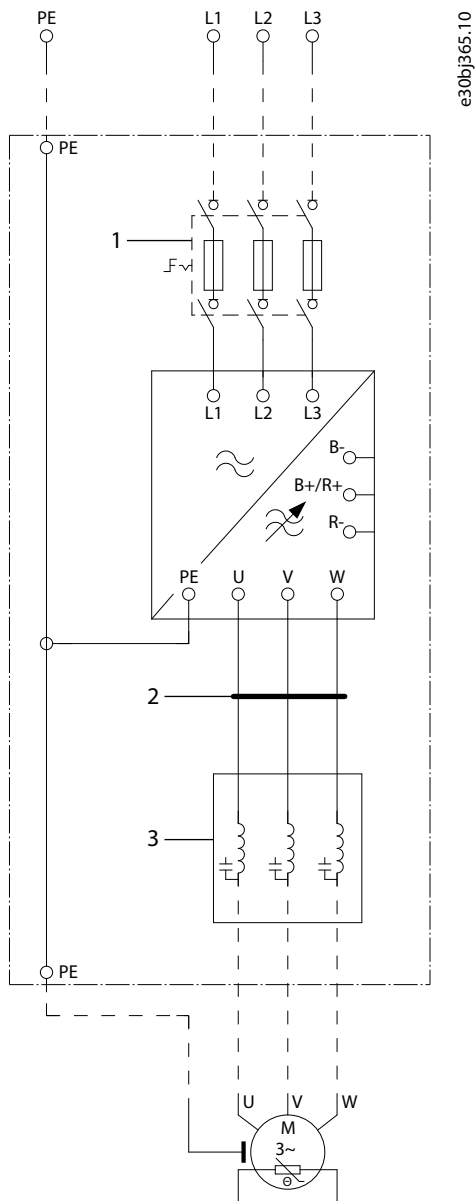 PE L1 L2 L3
e30bj365.10
PE
1
L1 L2 L3
B-
B+/R+
R-
PE U V W
2
3
PE
U V W
M
3~
Θ